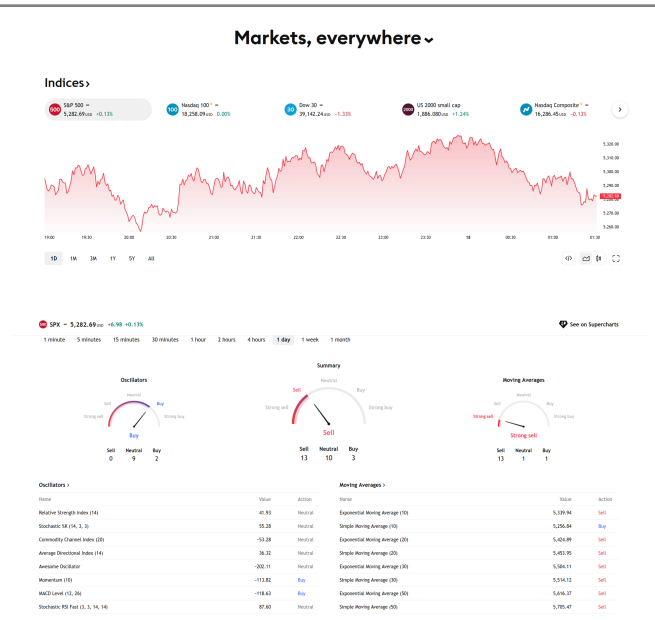 Markets, everywhere
Indices
500 S&P 500 5,282.69 USD +0.13%
100 Nasdaq 100 18,258.09 USD 0.00%
30 Dow 30 39,142.24 USD −1.33%
2000 US 2000 small cap 1,886.080 USD +1.24%
Nasdaq Composite 16,286.45 USD −0.13%
5,320.00
5,310.00
5,300.00
5,290.00
5,282.69
5,270.00
5,260.00
19:00 19:30 20:00 20:30 21:00 21:30 22:00 22:30 23:00 23:30 18 00:30 01:00 01:30
1D 1M 3M 1Y 5Y All
500 SPX 5,282.69 USD +6.98 +0.13% See on Supercharts
1 minute 5 minutes 15 minutes 30 minutes 1 hour 2 hours 4 hours 1 day 1 week 1 month
Summary
Oscillators
Neutral
Sell Buy
Strong sell Strong buy
Buy
Sell Neutral Buy
0 9 2
Neutral
Sell Buy
Strong sell Strong buy
Sell
Sell Neutral Buy
13 10 3
Moving Averages
Neutral
Sell Buy
Strong sell Strong buy
Strong sell
Sell Neutral Buy
13 1 1
Oscillators
Name Value Action
Relative Strength Index (14) 41.93 Neutral
Stochastic %K (14, 3, 3) 55.28 Neutral
Commodity Channel Index (20) −53.28 Neutral
Average Directional Index (14) 36.32 Neutral
Awesome Oscillator −202.11 Neutral
Momentum (10) −113.82 Buy
MACD Level (12, 26) −118.63 Buy
Stochastic RSI Fast (3, 3, 14, 14) 87.60 Neutral
Moving Averages
Name Value Action
Exponential Moving Average (10) 5,339.94 Sell
Simple Moving Average (10) 5,256.84 Buy
Exponential Moving Average (20) 5,424.89 Sell
Simple Moving Average (20) 5,453.95 Sell
Exponential Moving Average (30) 5,504.11 Sell
Simple Moving Average (30) 5,514.12 Sell
Exponential Moving Average (50) 5,616.37 Sell
Simple Moving Average (50) 5,705.47 Sell